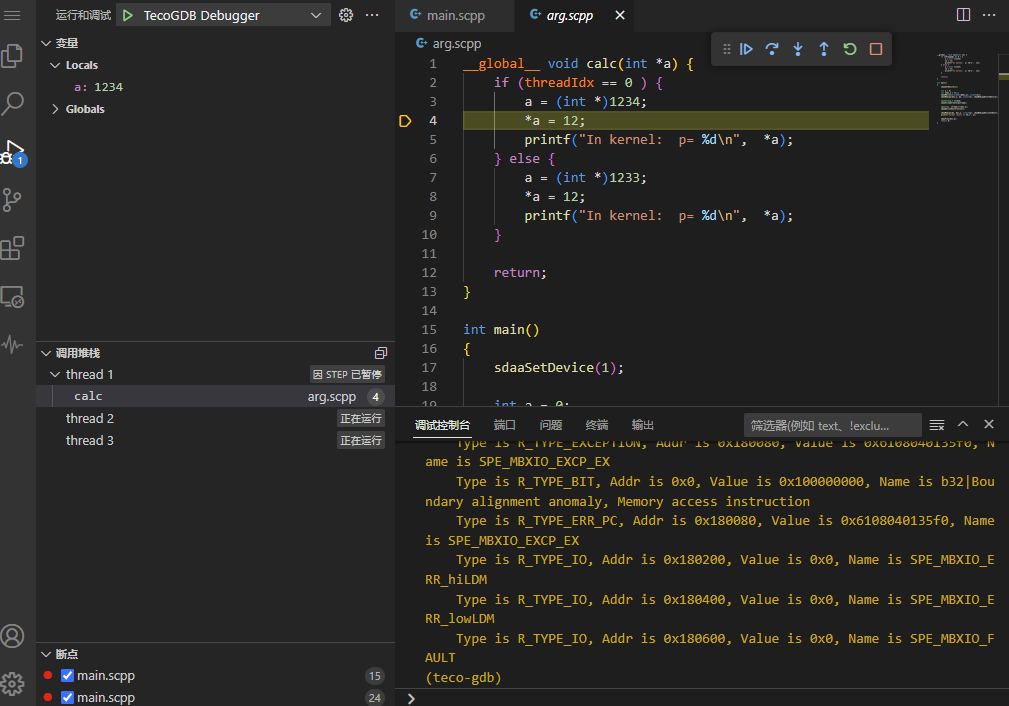 运行和调试
TecoGDB Debugger
变量
Locals
a: 1234
Globals
1
调用堆栈
thread 1
因 STEP 已暂停
calc
arg.scpp
4
thread 2
正在运行
thread 3
正在运行
断点
main.scpp
15
main.scpp
24
main.scpp
arg.scpp
arg.scpp
1 __global__ void calc(int *a) {
2 if (threadIdx == 0 ) {
3 a = (int *)1234;
4 *a = 12;
5 printf("In kernel:  p= %d\n",  *a);
6 } else {
7 a = (int *)1233;
8 *a = 12;
9 printf("In kernel:  p= %d\n",  *a);
10 }
11
12 return;
13 }
14
15 int main()
16 {
17 sdaaSetDevice(1);
18
19 int a = 0;
调试控制台
端口
问题
终端
输出
筛选器(例如 text、!exclu...
Type is R_TYPE_EXCEPTION, Addr is 0x180080, Value is 0x6108040135f0, N
ame is SPE_MBXIO_EXCP_EX
Type is R_TYPE_BIT, Addr is 0x0, Value is 0x100000000, Name is b32|Bou
ndary alignment anomaly, Memory access instruction
Type is R_TYPE_ERR_PC, Addr is 0x180080, Value is 0x6108040135f0, Name
is SPE_MBXIO_EXCP_EX
Type is R_TYPE_IO, Addr is 0x180200, Value is 0x0, Name is SPE_MBXIO_E
RR_hiLDM
Type is R_TYPE_IO, Addr is 0x180400, Value is 0x0, Name is SPE_MBXIO_E
RR_lowLDM
Type is R_TYPE_IO, Addr is 0x180600, Value is 0x0, Name is SPE_MBXIO_F
AULT
(teco-gdb)